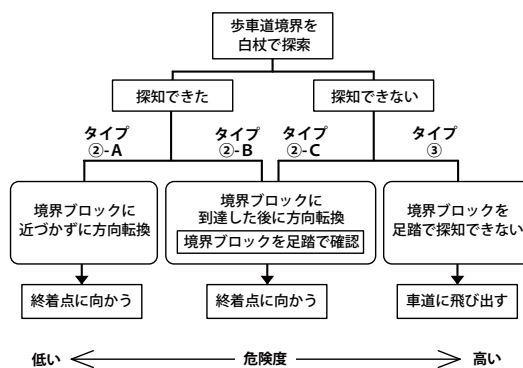 歩車道境界を
白杖で探索
探知できた
探知できない
タイプ
②-A
タイプ
②-B
タイプ
②-C
タイプ
③
境界ブロックに
近づかずに方向転換
境界ブロックに
到達した後に方向転換
境界ブロックを足踏で確認
境界ブロックを
足踏で探知できない
終着点に向かう
終着点に向かう
車道に飛び出す
低い
危険度
高い